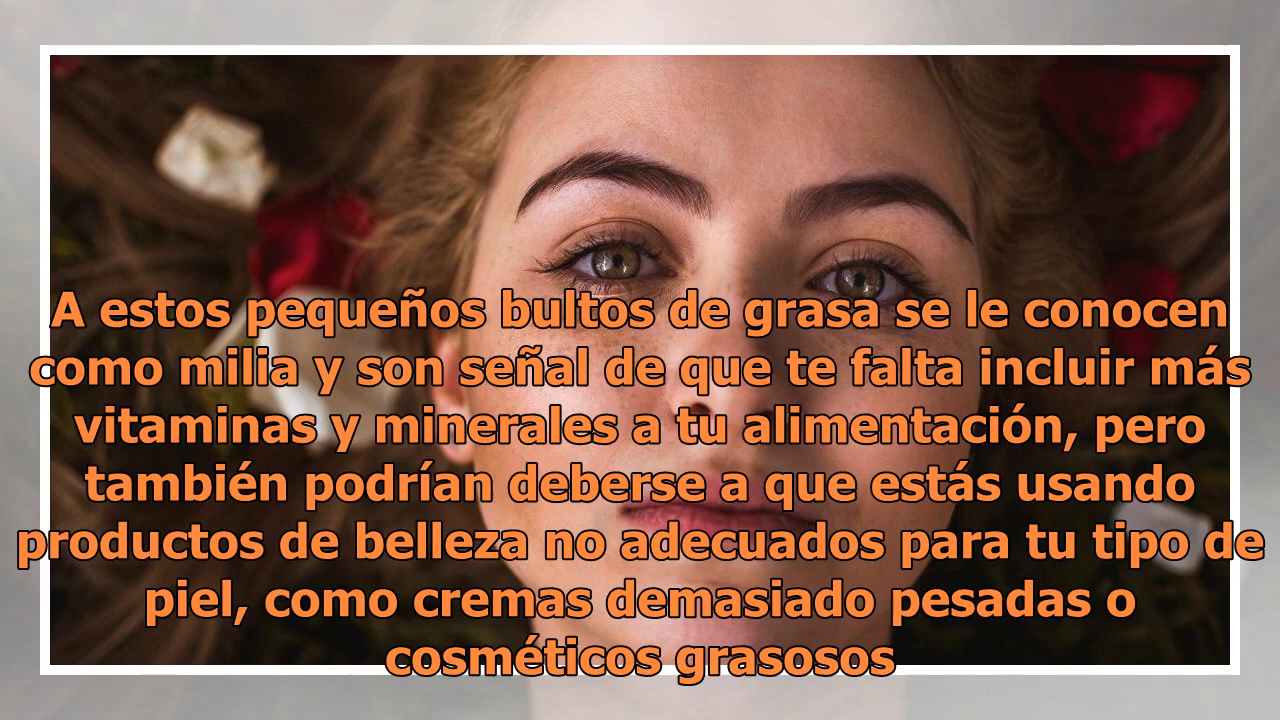 A estos pequeños bultos de grasa se le conocen
como milia y son señal de que te falta incluir más
vitaminas y minerales a tu alimentación, pero
también podrían deberse a que estás usando
productos de belleza no adecuados para tu tipo de
piel, como cremas demasiado pesadas o
cosméticos grasosos